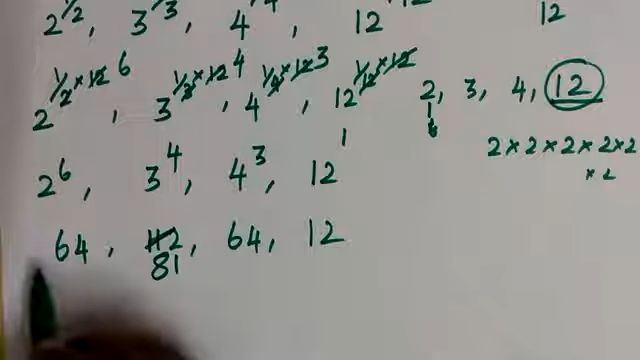 2^1/2, 3^1/3, 4^1/4, 12^1/12 12
2^1/2×12 6, 3^1/3×12 4, 4^1/4×12 3, 12^1/12×12 1 2, 3, 4, 12
2×2×2×2×2
×2
2^6, 3^4, 4^3, 12
64, 81, 64, 12